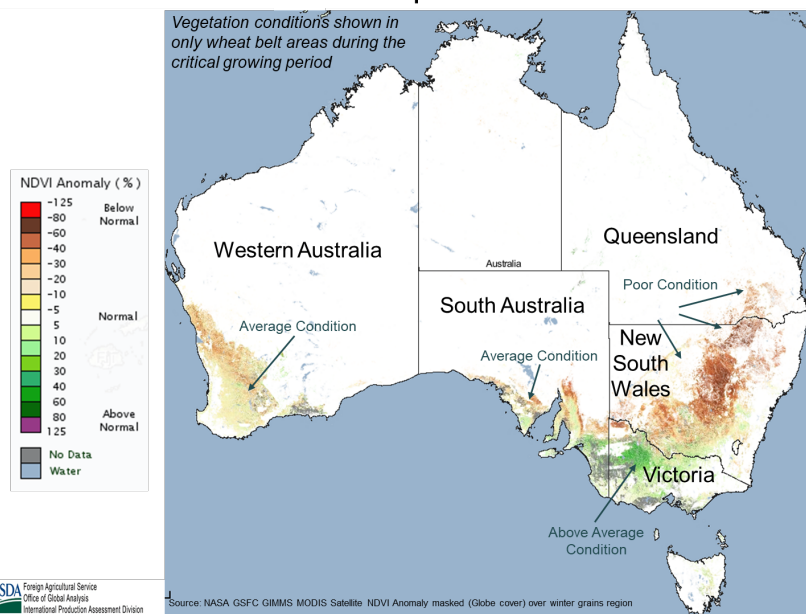 Vegetation conditions shown in
only wheat belt areas during the
critical growing period
NDVI Anomaly (%)
-125
-80
-60
-40
-30
-20
-10
-5
5
10
20
30
40
60
80
125
Below
Normal
Normal
Above
Normal
No Data
Water
Western Australia
Average Condition
Australia
Queensland
Poor Condition
South Australia
Average Condition
New
South
Wales
Victoria
Above Average
Condition
SDA
Foreign Agricultural Service
Office of Global Analysis
International Production Assessment Division
Source: NASA GSFC GIMMS MODIS Satellite NDVI Anomaly masked (Globe cover) over winter grains region